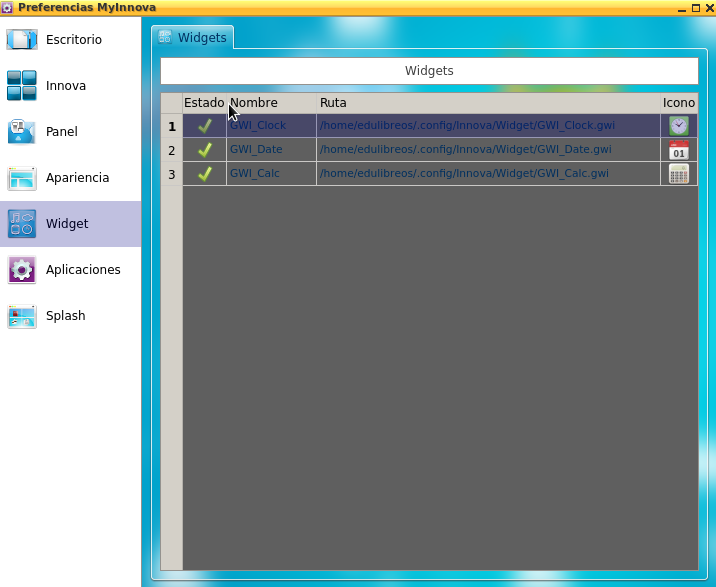 Preferencias MyInnova
Escritorio
Innova
Panel
Apariencia
Widget
Aplicaciones
Splash
Widgets
Widgets
Estado Nombre Ruta Icono
1 GWI_Clock /home/edulibreos/.config/Innova/Widget/GWI_Clock.gwi
2 GWI_Date /home/edulibreos/.config/Innova/Widget/GWI_Date.gwi 01
3 GWI_Calc /home/edulibreos/.config/Innova/Widget/GWI_Calc.gwi